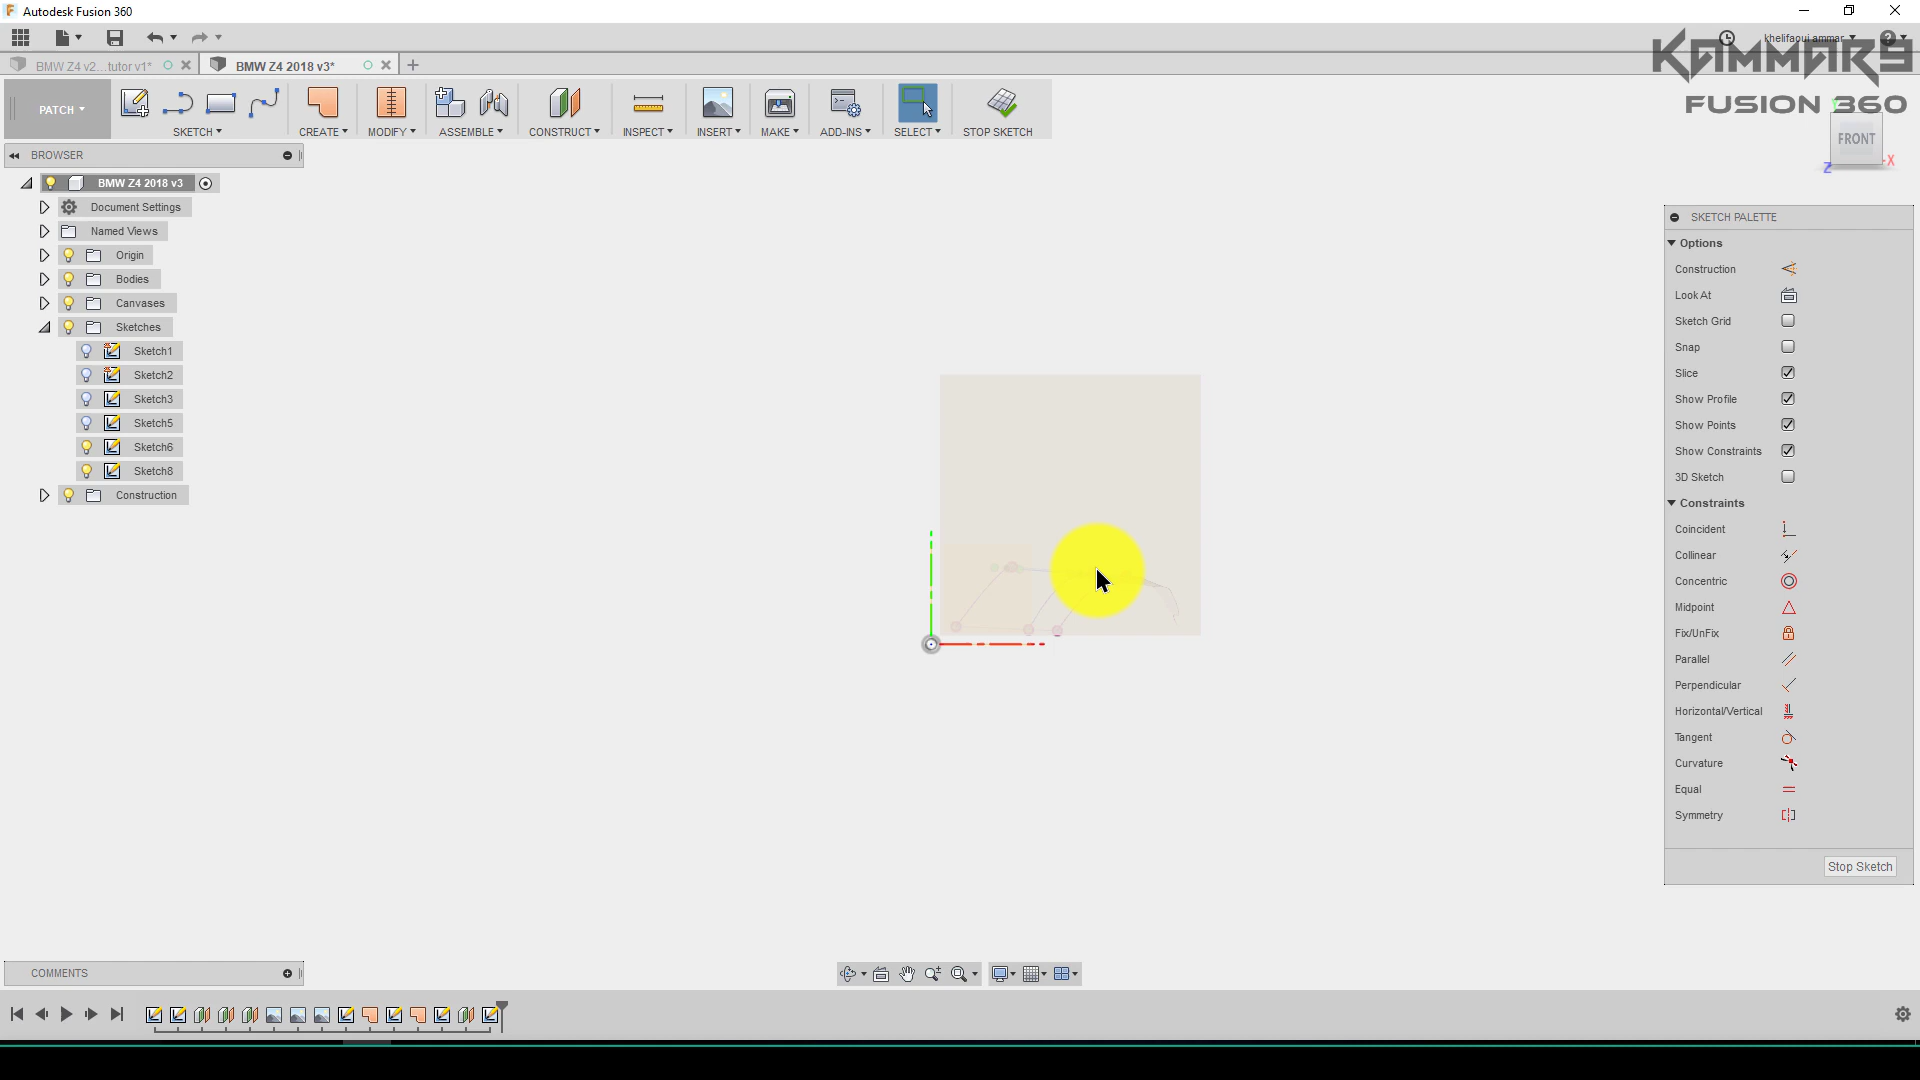 Autodesk Fusion 360
khelifaoui ammar
KAMMAR9
FUSION 360
BMW Z4 v2...tutor v1*
BMW Z4 2018 v3*
PATCH
SKETCH
CREATE
MODIFY
ASSEMBLE
CONSTRUCT
INSPECT
INSERT
MAKE
ADD-INS
SELECT
STOP SKETCH
Y
FRONT
X
Z
BROWSER
BMW Z4 2018 v3
Document Settings
Named Views
Origin
Bodies
Canvases
Sketches
Sketch1
Sketch2
Sketch3
Sketch5
Sketch6
Sketch8
Construction
SKETCH PALETTE
Options
Construction
Look At
Sketch Grid
Snap
Slice
Show Profile
Show Points
Show Constraints
3D Sketch
Constraints
Coincident
Collinear
Concentric
Midpoint
Fix/UnFix
Parallel
Perpendicular
Horizontal/Vertical
Tangent
Curvature
Equal
Symmetry
Stop Sketch
COMMENTS